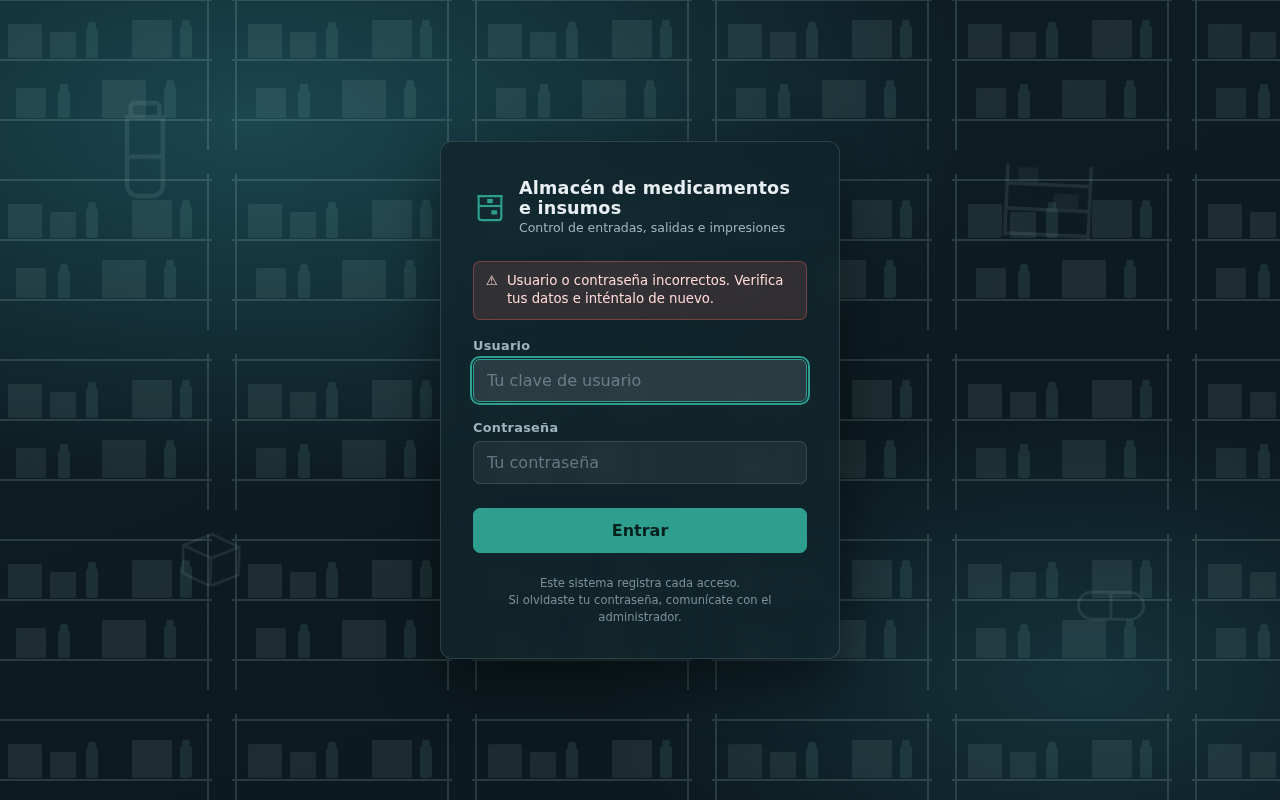 Almacén de medicamentos
e insumos
Control de entradas, salidas e impresiones
⚠ Usuario o contraseña incorrectos. Verifica
tus datos e inténtalo de nuevo.
Usuario
Tu clave de usuario
Contraseña
Tu contraseña
Entrar
Este sistema registra cada acceso.
Si olvidaste tu contraseña, comunícate con el
administrador.